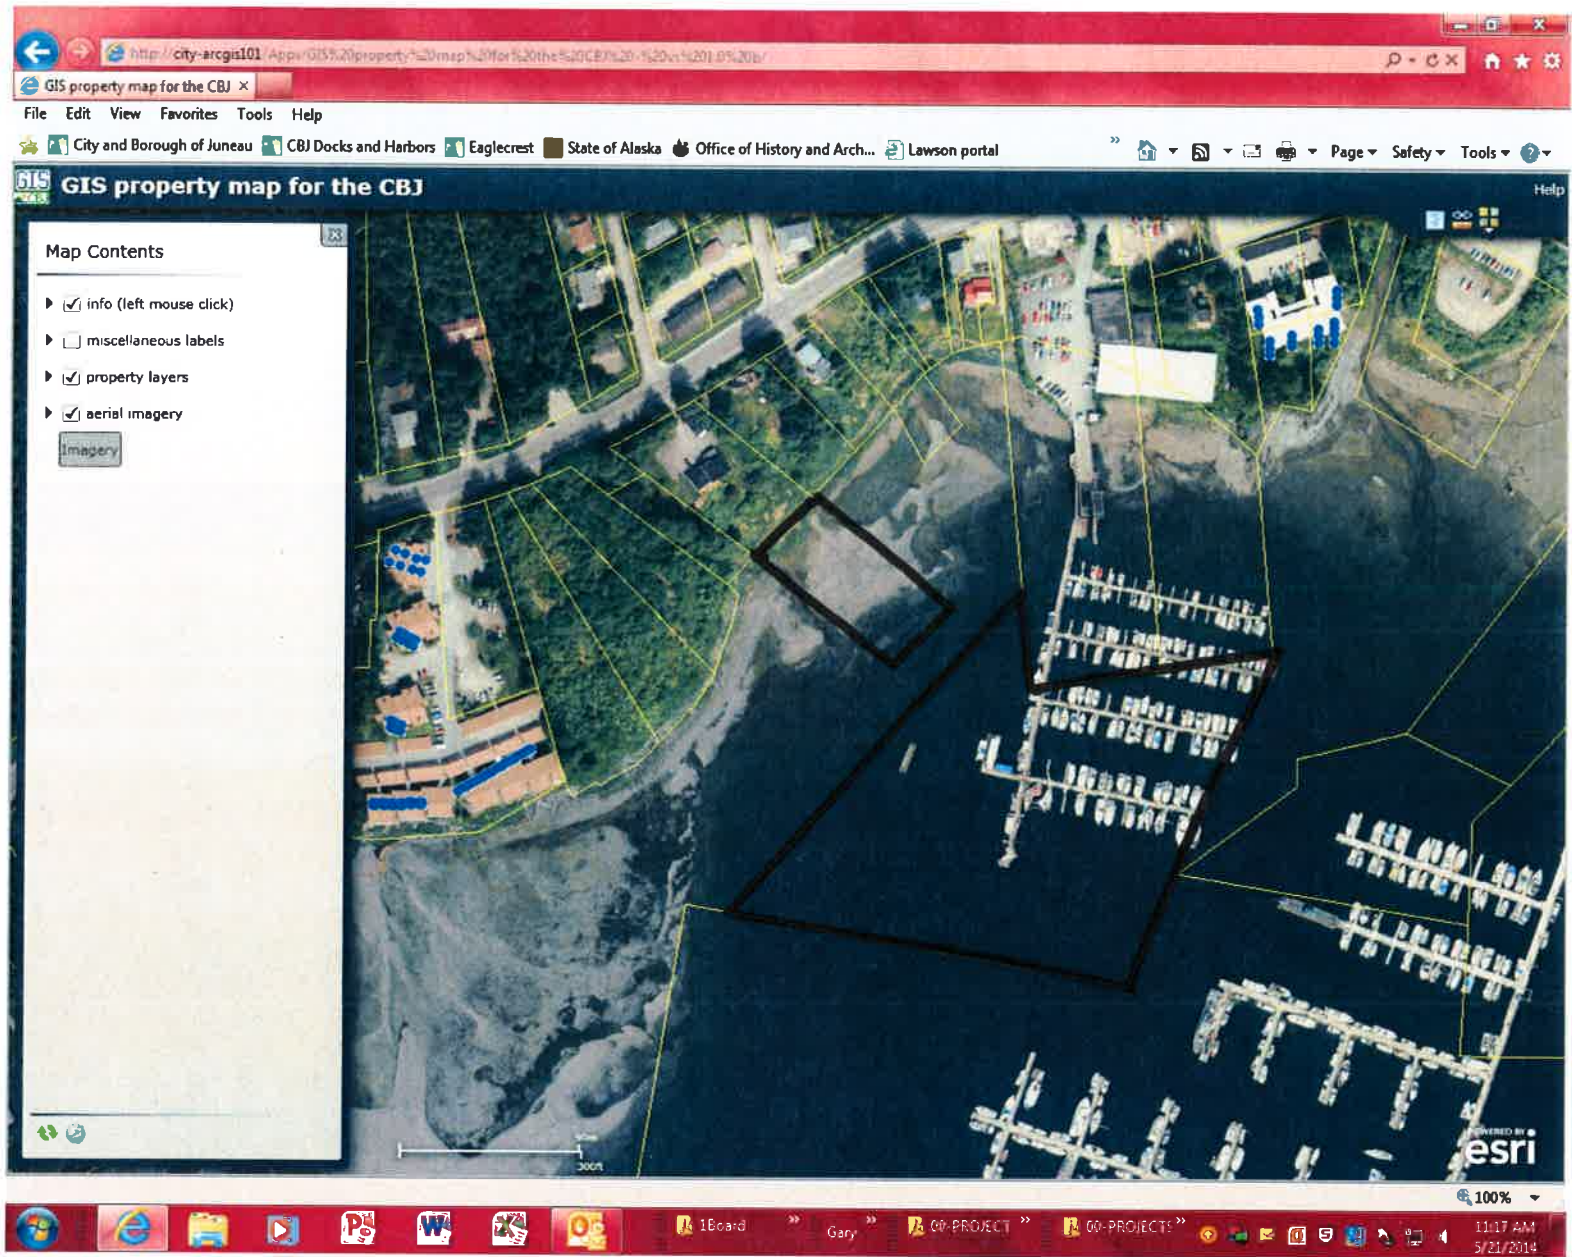 GIS property map for the CBJ ×
File Edit View Favorites Tools Help
City and Borough of Juneau CBJ Docks and Harbors Eaglecrest State of Alaska Office of History and Arch... Lawson portal » Page Safety Tools
GIS property map for the CBJ
Help
Map Contents
info (left mouse click)
miscellaneous labels
property layers
aerial imagery
Imagery
300ft
POWERED BY
esri
100%
1Board » Gary » 00-PROJECT » 00-PROJECTS » 11:17 AM
5/21/2014